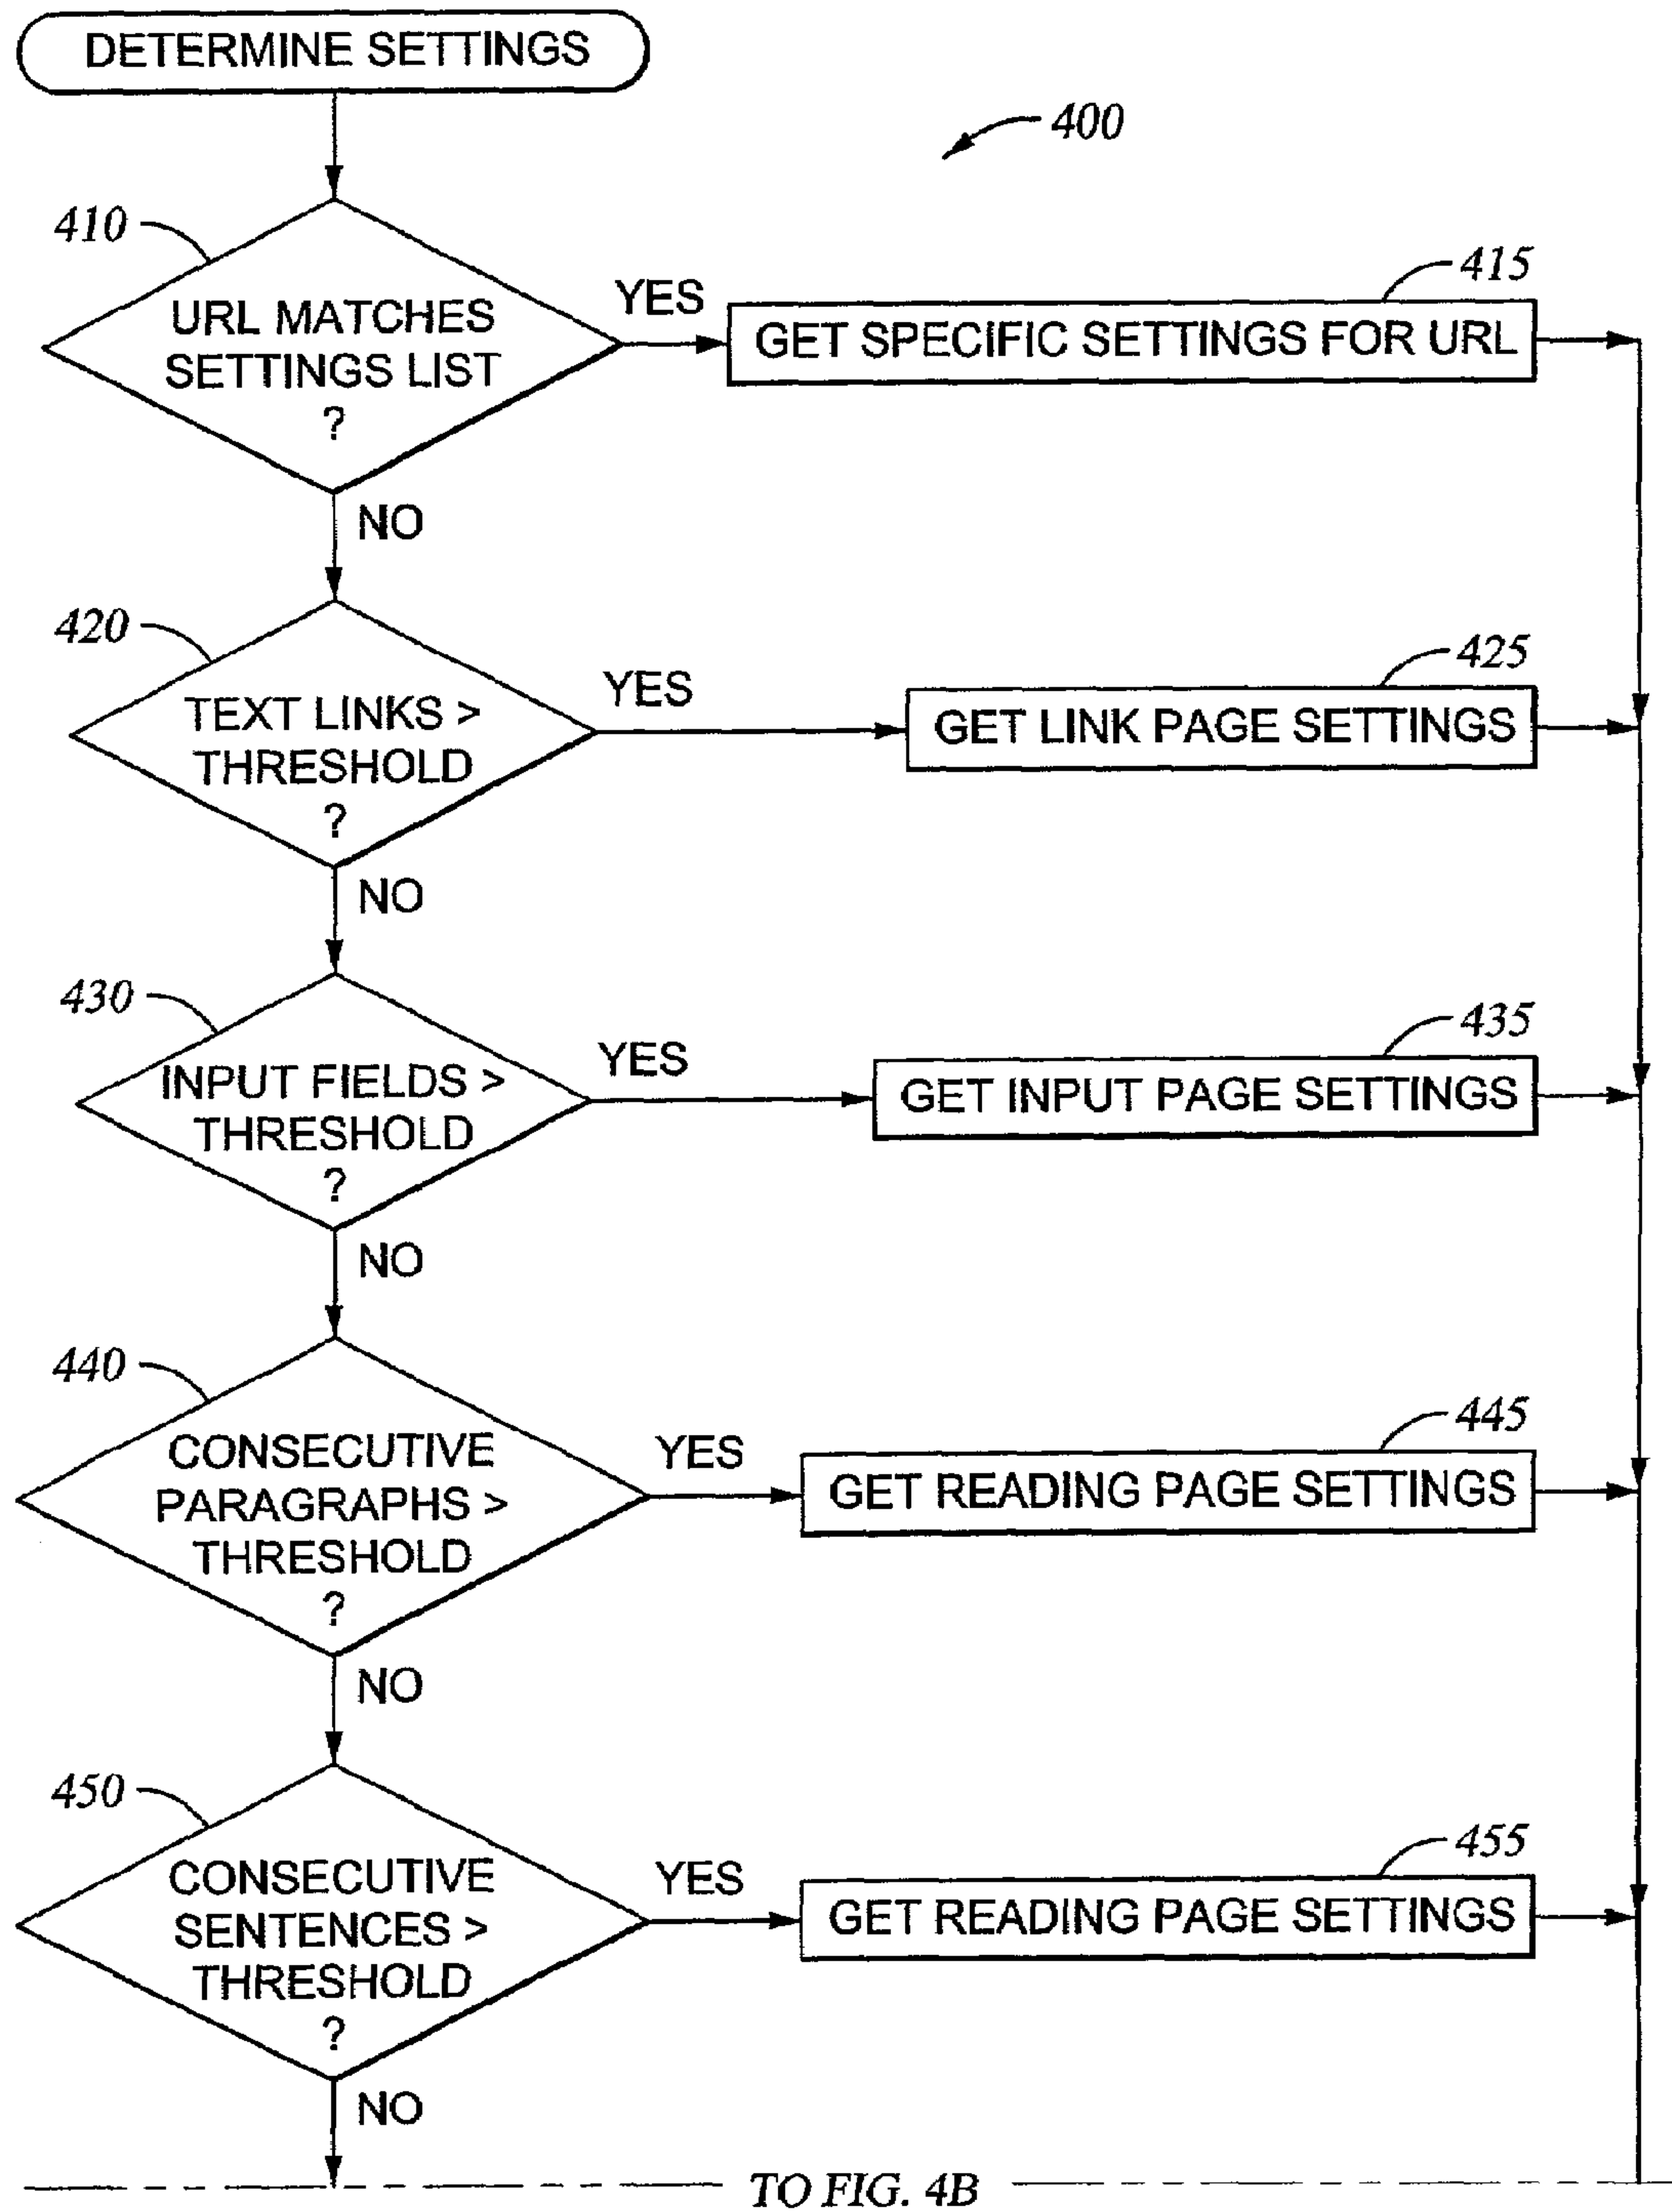 DETERMINE SETTINGS
400
410
URL MATCHES
SETTINGS LIST
?
YES
415
GET SPECIFIC SETTINGS FOR URL
NO
420
TEXT LINKS >
THRESHOLD
?
YES
425
GET LINK PAGE SETTINGS
NO
430
INPUT FIELDS >
THRESHOLD
?
YES
435
GET INPUT PAGE SETTINGS
NO
440
CONSECUTIVE
PARAGRAPHS >
THRESHOLD
?
YES
445
GET READING PAGE SETTINGS
NO
450
CONSECUTIVE
SENTENCES >
THRESHOLD
?
YES
455
GET READING PAGE SETTINGS
NO
TO FIG. 4B